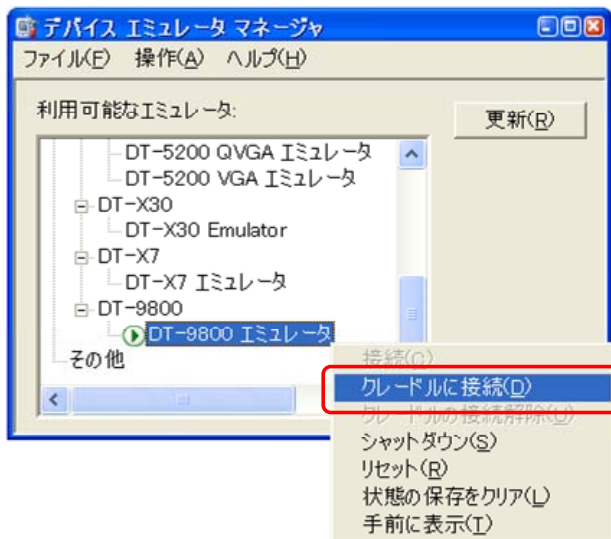 デバイス エミュレータ マネージャ
ファイル(F) 操作(A) ヘルプ(H)
利用可能なエミュレータ:
更新(R)
DT-5200 QVGA エミュレータ
DT-5200 VGA エミュレータ
DT-X30
DT-X30 Emulator
DT-X7
DT-X7 エミュレータ
DT-9800
DT-9800 エミュレータ
その他
接続(C)
クレードルに接続(D)
クレードルの接続解除(U)
シャットダウン(S)
リセット(R)
状態の保存をクリア(L)
手前に表示(T)